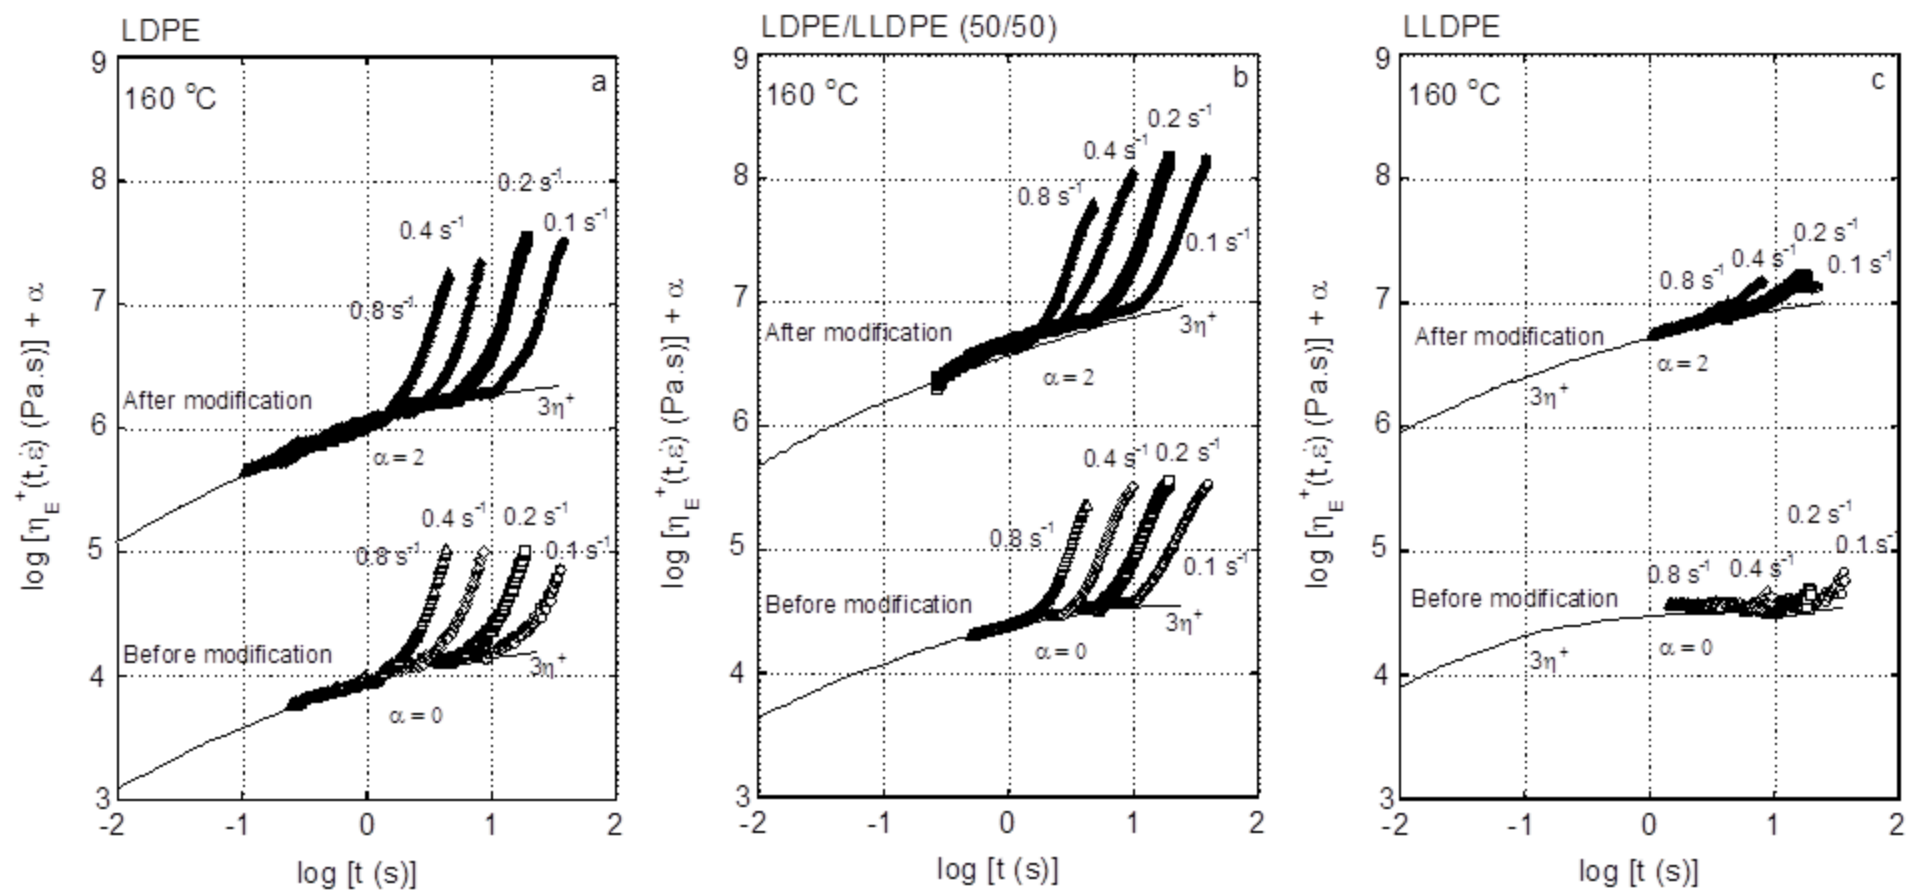 LDPE
160 °C
a
9
8
7
6
5
4
3
0.2 s⁻¹
0.1 s⁻¹
0.4 s⁻¹
0.8 s⁻¹
After modification
3η⁺
α = 2
0.4 s⁻¹
0.2 s⁻¹
0.8 s⁻¹
0.1 s⁻¹
Before modification
3η⁺
α = 0
-2 -1 0 1 2
log [t (s)]
log [η_E⁺(t,ε̇) (Pa.s)] + α
LDPE/LLDPE (50/50)
160 °C
b
9
8
7
6
5
4
3
0.2 s⁻¹
0.4 s⁻¹
0.8 s⁻¹
0.1 s⁻¹
After modification
3η⁺
α = 2
0.4 s⁻¹
0.2 s⁻¹
0.8 s⁻¹
0.1 s⁻¹
Before modification
3η⁺
α = 0
-2 -1 0 1 2
log [t (s)]
log [η_E⁺(t,ε̇) (Pa.s)] + α
LLDPE
160 °C
c
9
8
7
6
5
4
3
0.2 s⁻¹
0.4 s⁻¹
0.1 s⁻¹
0.8 s⁻¹
After modification
α = 2
3η⁺
0.2 s⁻¹
0.1 s⁻¹
0.8 s⁻¹
0.4 s⁻¹
Before modification
α = 0
3η⁺
-2 -1 0 1 2
log [t (s)]
log [η_E⁺(t,ε̇) (Pa.s)] + α